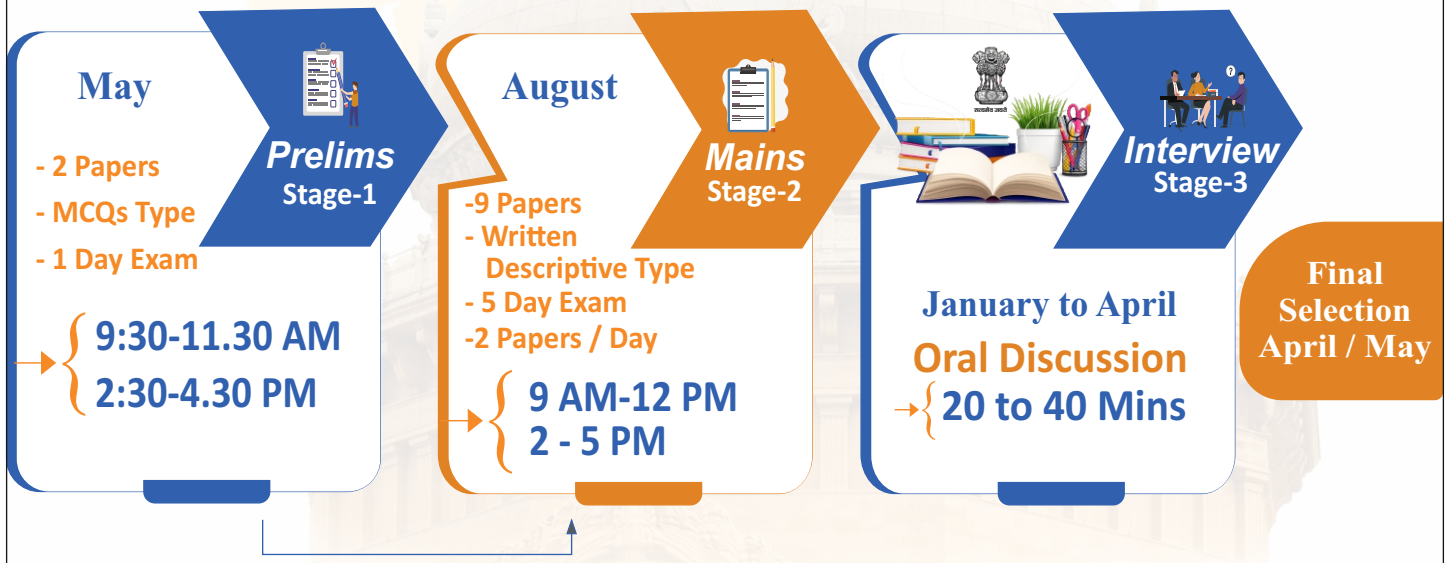 May
Prelims
Stage-1
- 2 Papers
- MCQs Type
- 1 Day Exam
9:30-11.30 AM
2:30-4.30 PM
August
Mains
Stage-2
-9 Papers
- Written
Descriptive Type
- 5 Day Exam
-2 Papers / Day
9 AM-12 PM
2 - 5 PM
सत्यमेव जयते
?
Interview
Stage-3
January to April
Oral Discussion
20 to 40 Mins
Final
Selection
April / May